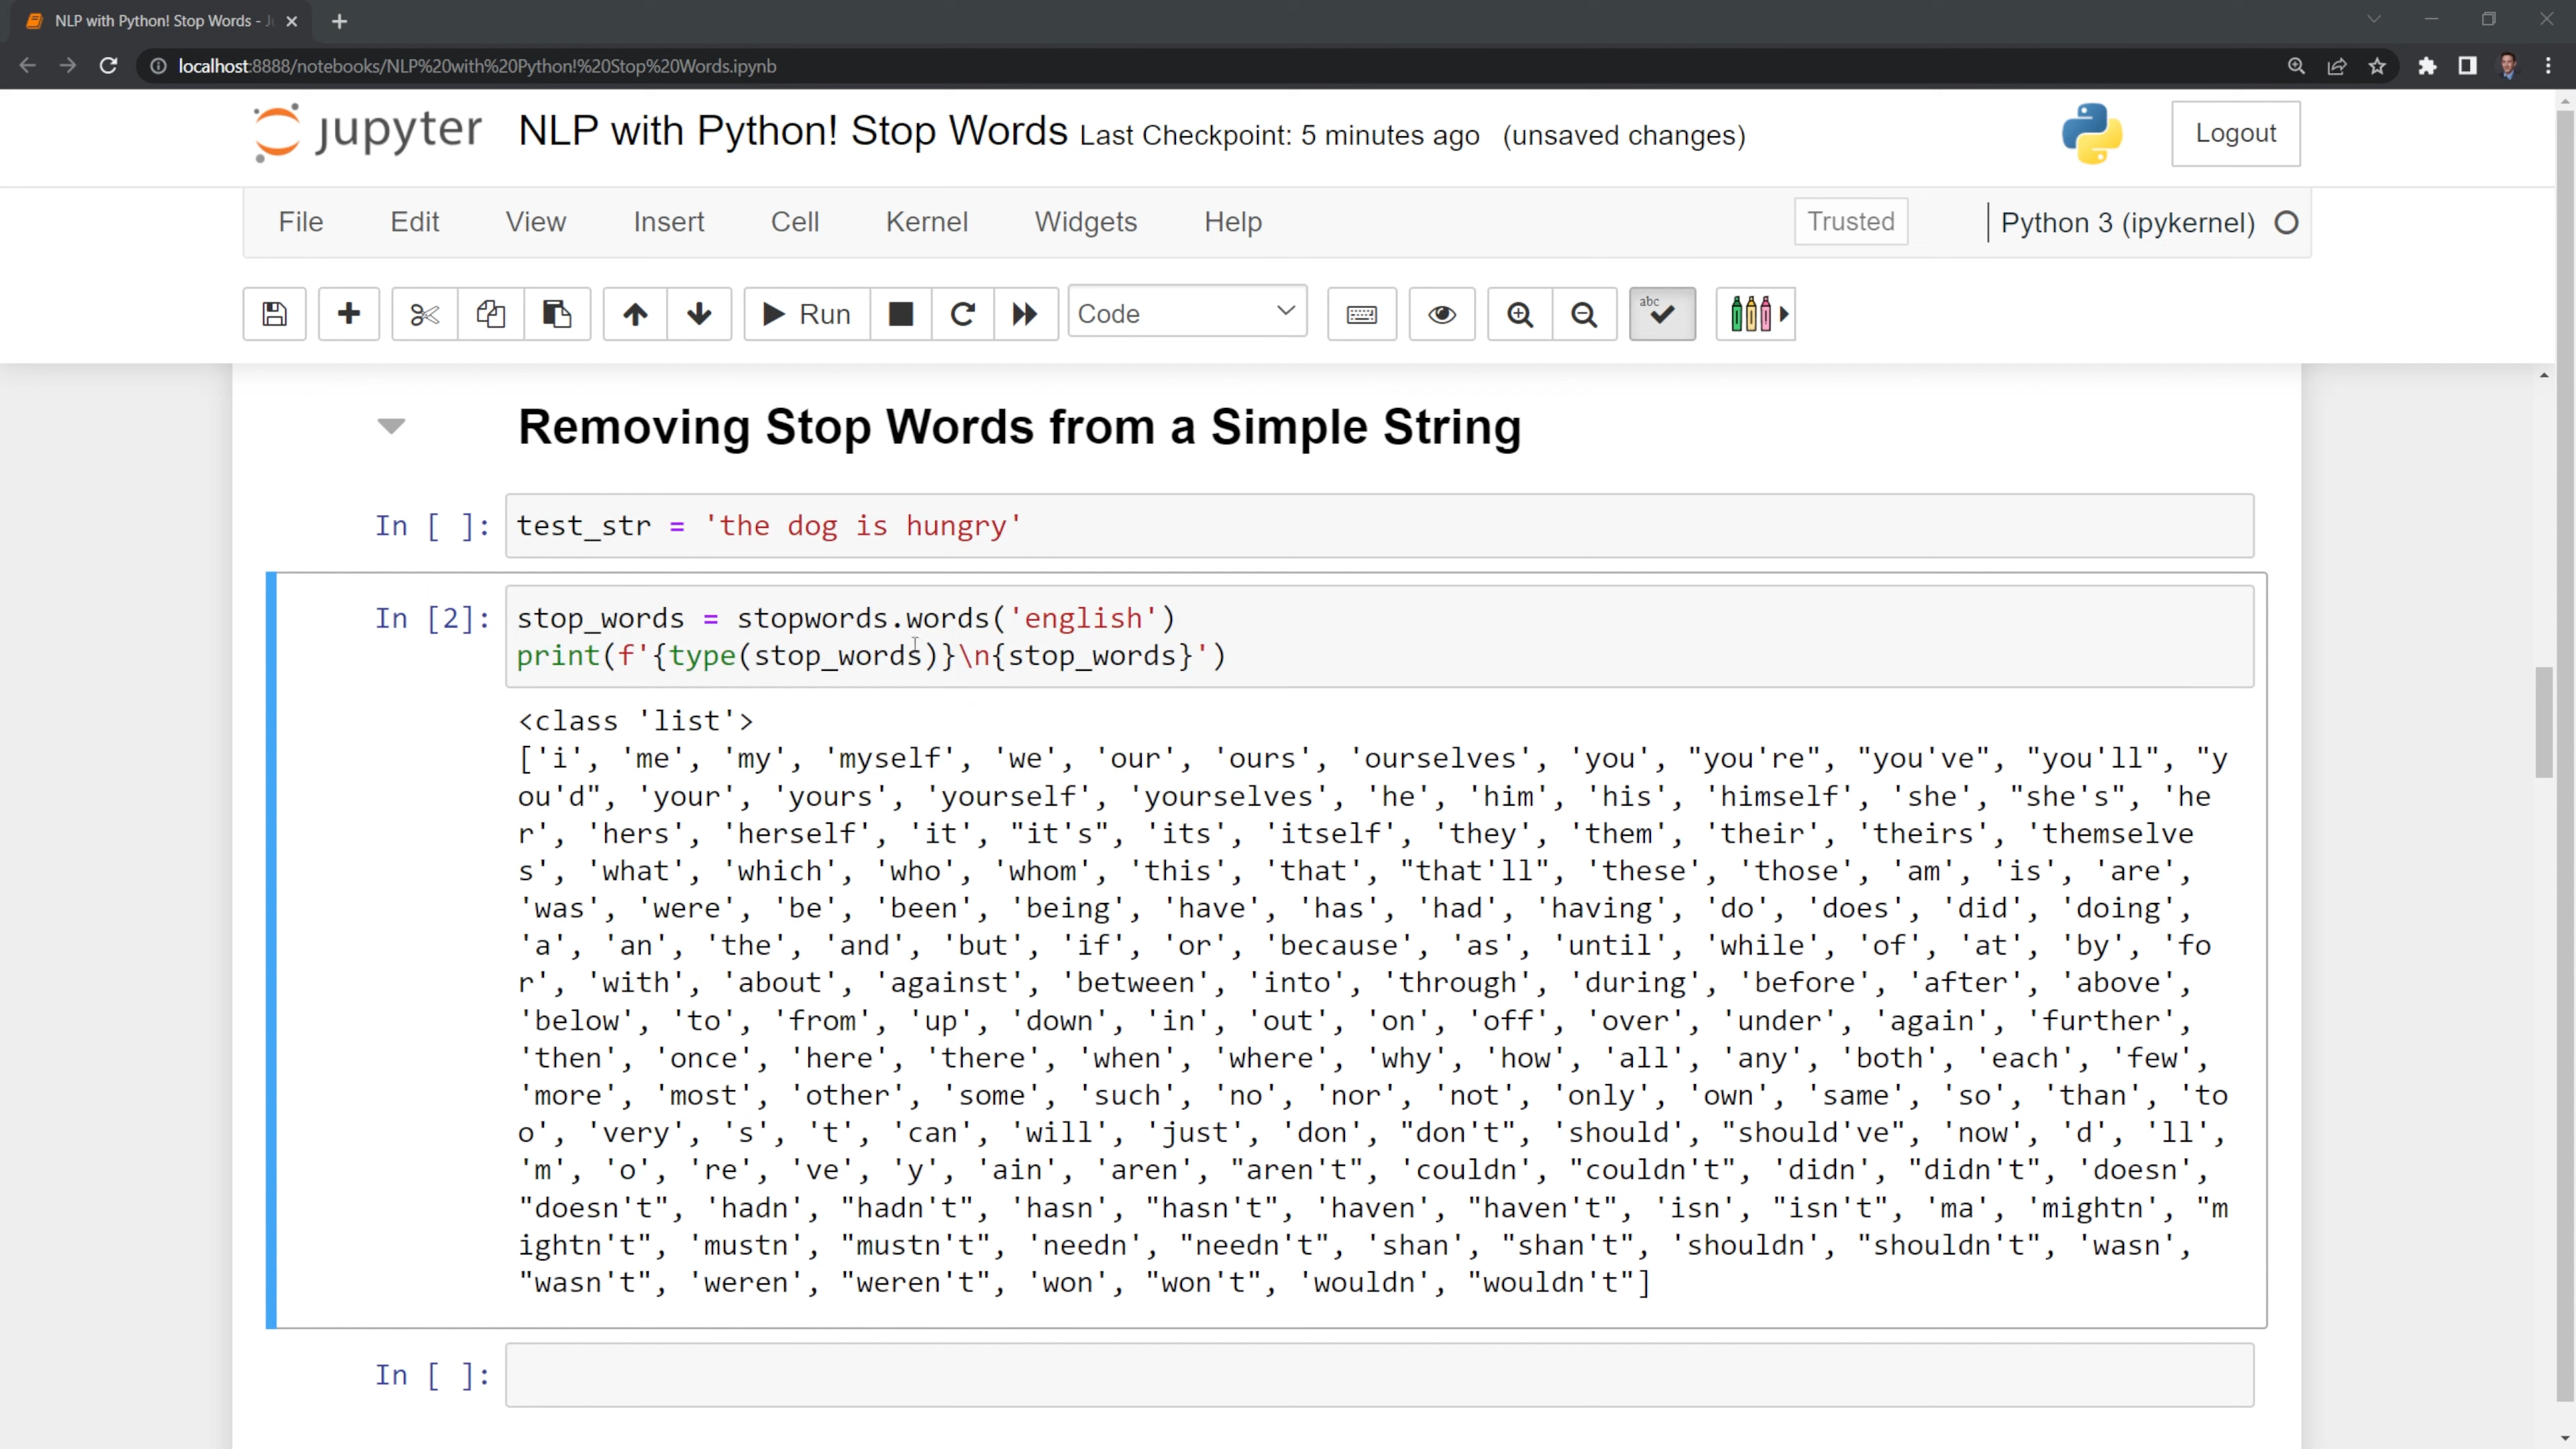 NLP with Python! Stop Words - J
localhost:8888/notebooks/NLP%20with%20Python!%20Stop%20Words.ipynb
jupyter NLP with Python! Stop Words Last Checkpoint: 5 minutes ago (unsaved changes) Logout
File Edit View Insert Cell Kernel Widgets Help Trusted Python 3 (ipykernel)
Run Code abc
Removing Stop Words from a Simple String
In [ ]: test_str = 'the dog is hungry'
In [2]: stop_words = stopwords.words('english')
print(f'{type(stop_words)}\n{stop_words}')
<class 'list'>
['i', 'me', 'my', 'myself', 'we', 'our', 'ours', 'ourselves', 'you', "you're", "you've", "you'll", "y
ou'd", 'your', 'yours', 'yourself', 'yourselves', 'he', 'him', 'his', 'himself', 'she', "she's", 'he
r', 'hers', 'herself', 'it', "it's", 'its', 'itself', 'they', 'them', 'their', 'theirs', 'themselve
s', 'what', 'which', 'who', 'whom', 'this', 'that', "that'll", 'these', 'those', 'am', 'is', 'are',
'was', 'were', 'be', 'been', 'being', 'have', 'has', 'had', 'having', 'do', 'does', 'did', 'doing',
'a', 'an', 'the', 'and', 'but', 'if', 'or', 'because', 'as', 'until', 'while', 'of', 'at', 'by', 'fo
r', 'with', 'about', 'against', 'between', 'into', 'through', 'during', 'before', 'after', 'above',
'below', 'to', 'from', 'up', 'down', 'in', 'out', 'on', 'off', 'over', 'under', 'again', 'further',
'then', 'once', 'here', 'there', 'when', 'where', 'why', 'how', 'all', 'any', 'both', 'each', 'few',
'more', 'most', 'other', 'some', 'such', 'no', 'nor', 'not', 'only', 'own', 'same', 'so', 'than', 'to
o', 'very', 's', 't', 'can', 'will', 'just', 'don', "don't", 'should', "should've", 'now', 'd', 'll',
'm', 'o', 're', 've', 'y', 'ain', 'aren', "aren't", 'couldn', "couldn't", 'didn', "didn't", 'doesn',
"doesn't", 'hadn', "hadn't", 'hasn', "hasn't", 'haven', "haven't", 'isn', "isn't", 'ma', 'mightn', "m
ightn't", 'mustn', "mustn't", 'needn', "needn't", 'shan', "shan't", 'shouldn', "shouldn't", 'wasn',
"wasn't", 'weren', "weren't", 'won', "won't", 'wouldn', "wouldn't"]
In [ ]: